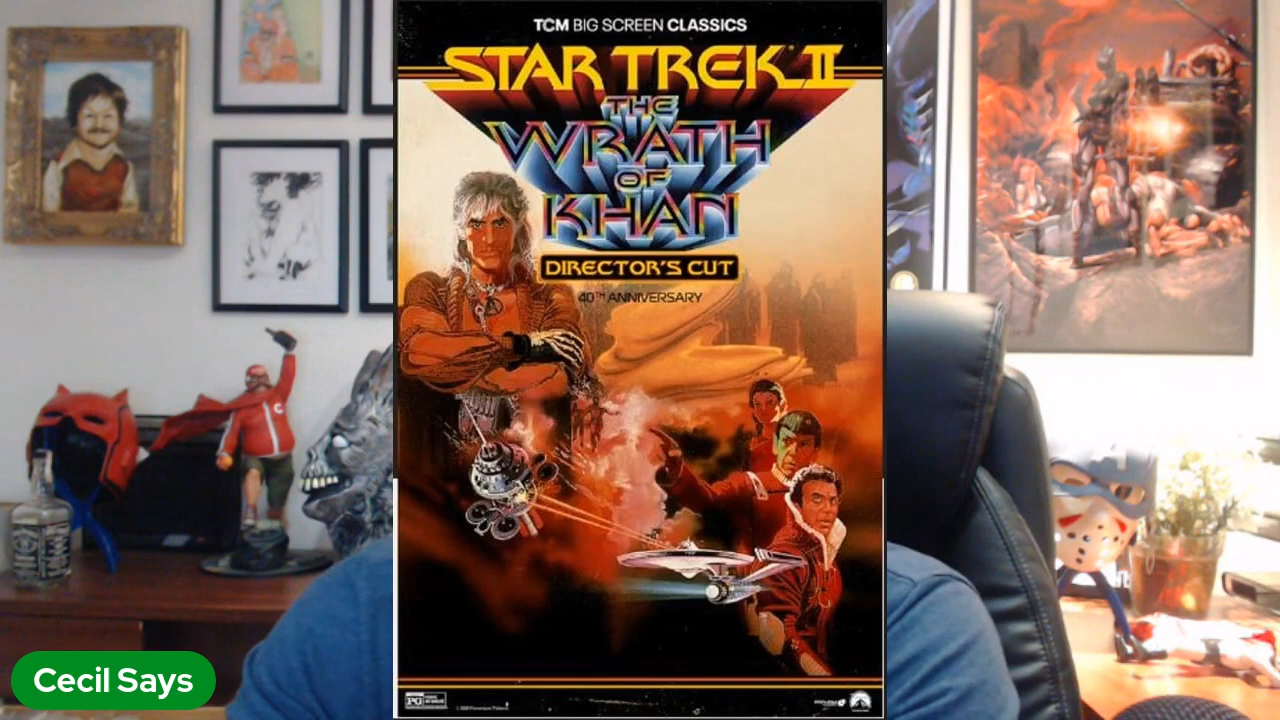 TCM BIG SCREEN CLASSICS
STAR TREK II
THE
WRATH
OF
KHAN
DIRECTOR'S CUT
40TH ANNIVERSARY
PG
Cecil Says